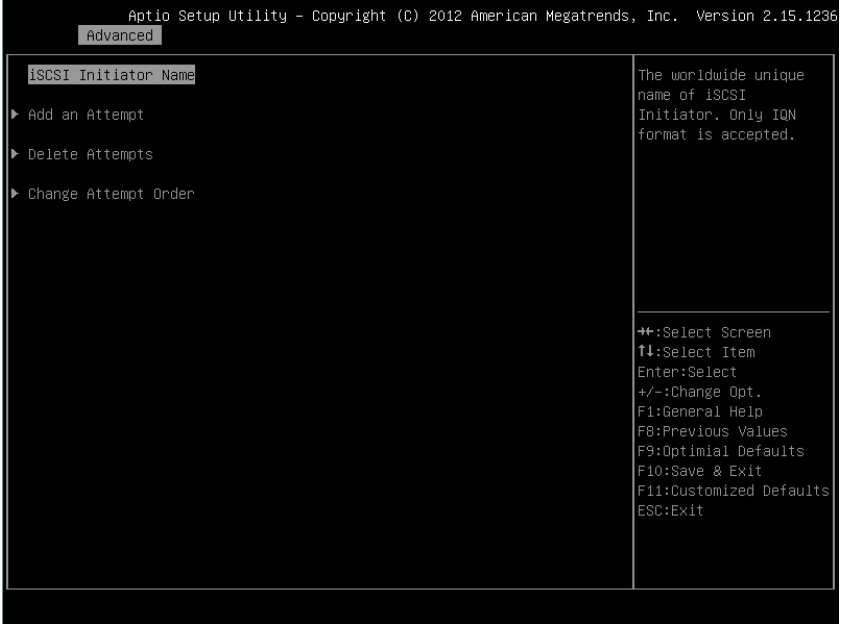 Aptio Setup Utility – Copyright (C) 2012 American Megatrends, Inc. Version 2.15.1236
Advanced
iSCSI Initiator Name
▶ Add an Attempt
▶ Delete Attempts
▶ Change Attempt Order
The worldwide unique
name of iSCSI
Initiator. Only IQN
format is accepted.
→←:Select Screen
↑↓:Select Item
Enter:Select
+/-:Change Opt.
F1:General Help
F8:Previous Values
F9:Optimial Defaults
F10:Save & Exit
F11:Customized Defaults
ESC:Exit